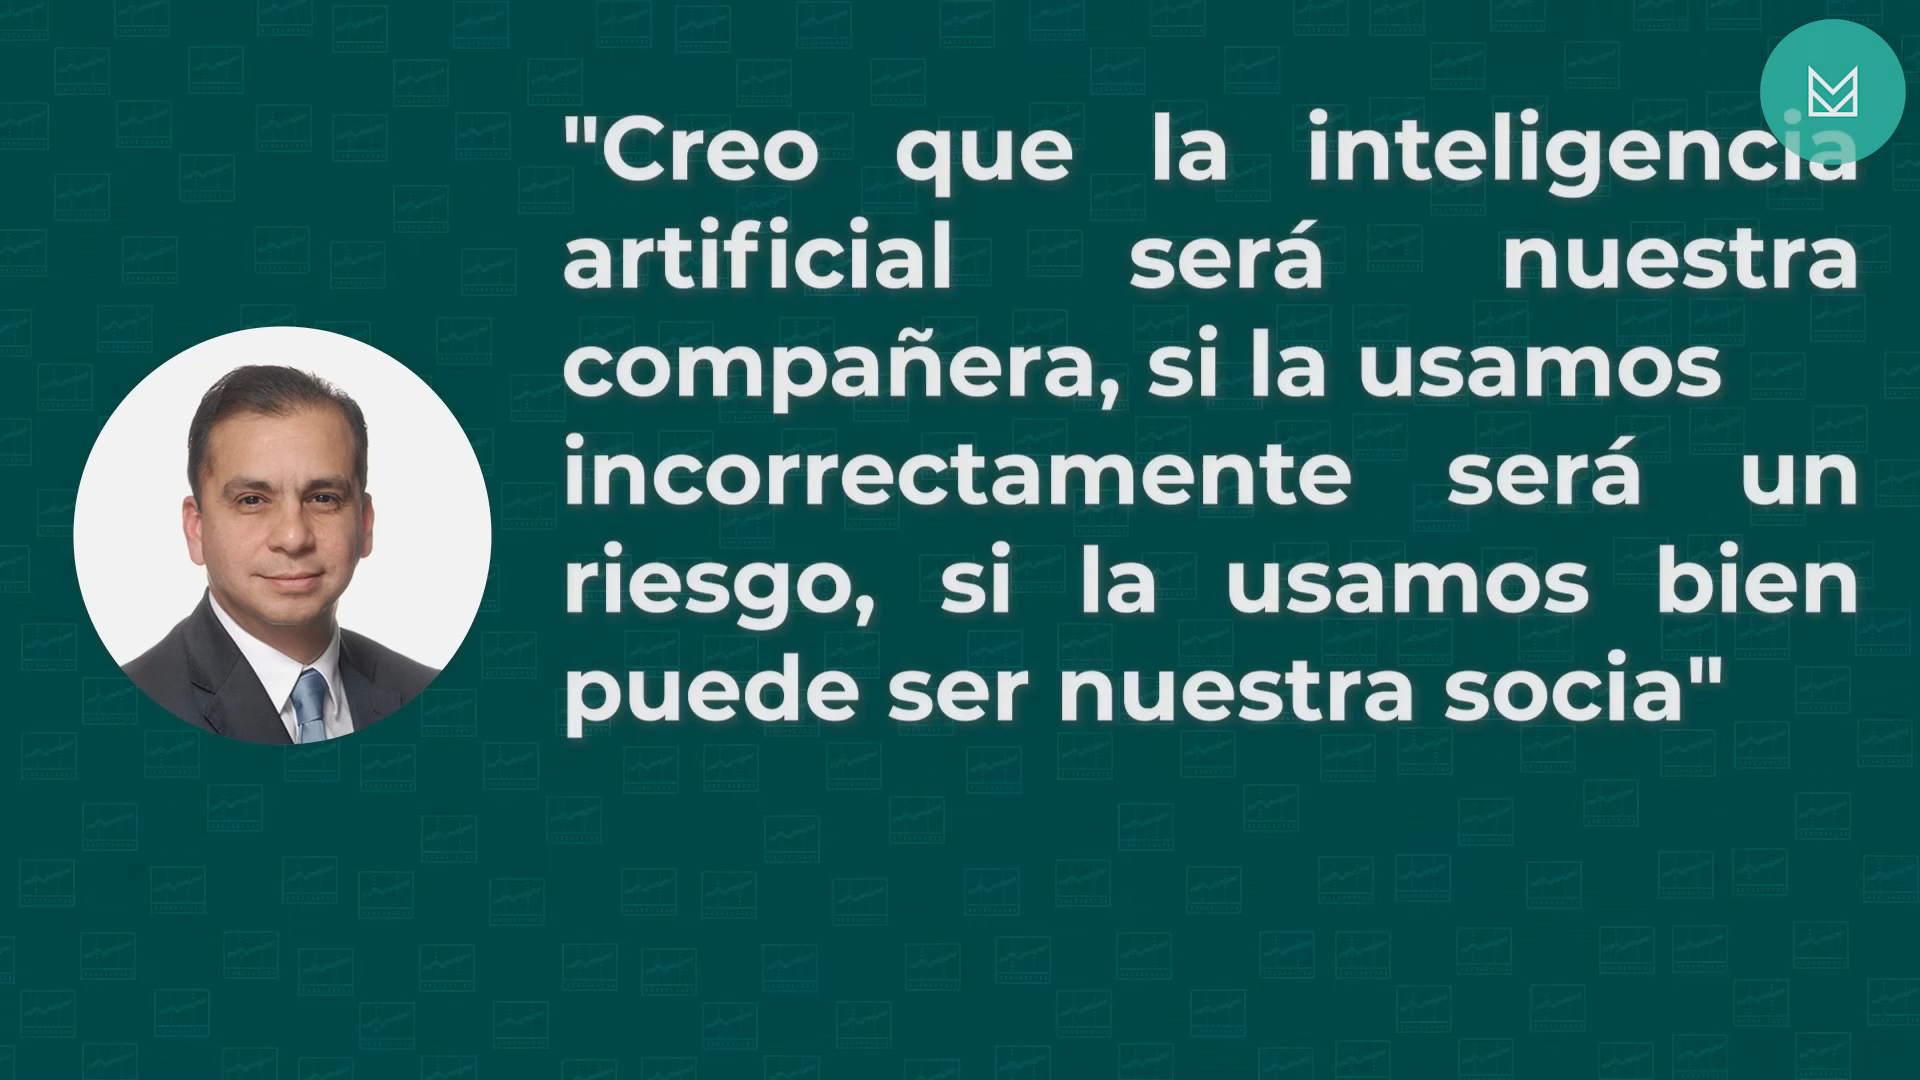 "Creo que la inteligencia
artificial será nuestra
compañera, si la usamos
incorrectamente será un
riesgo, si la usamos bien
puede ser nuestra socia"